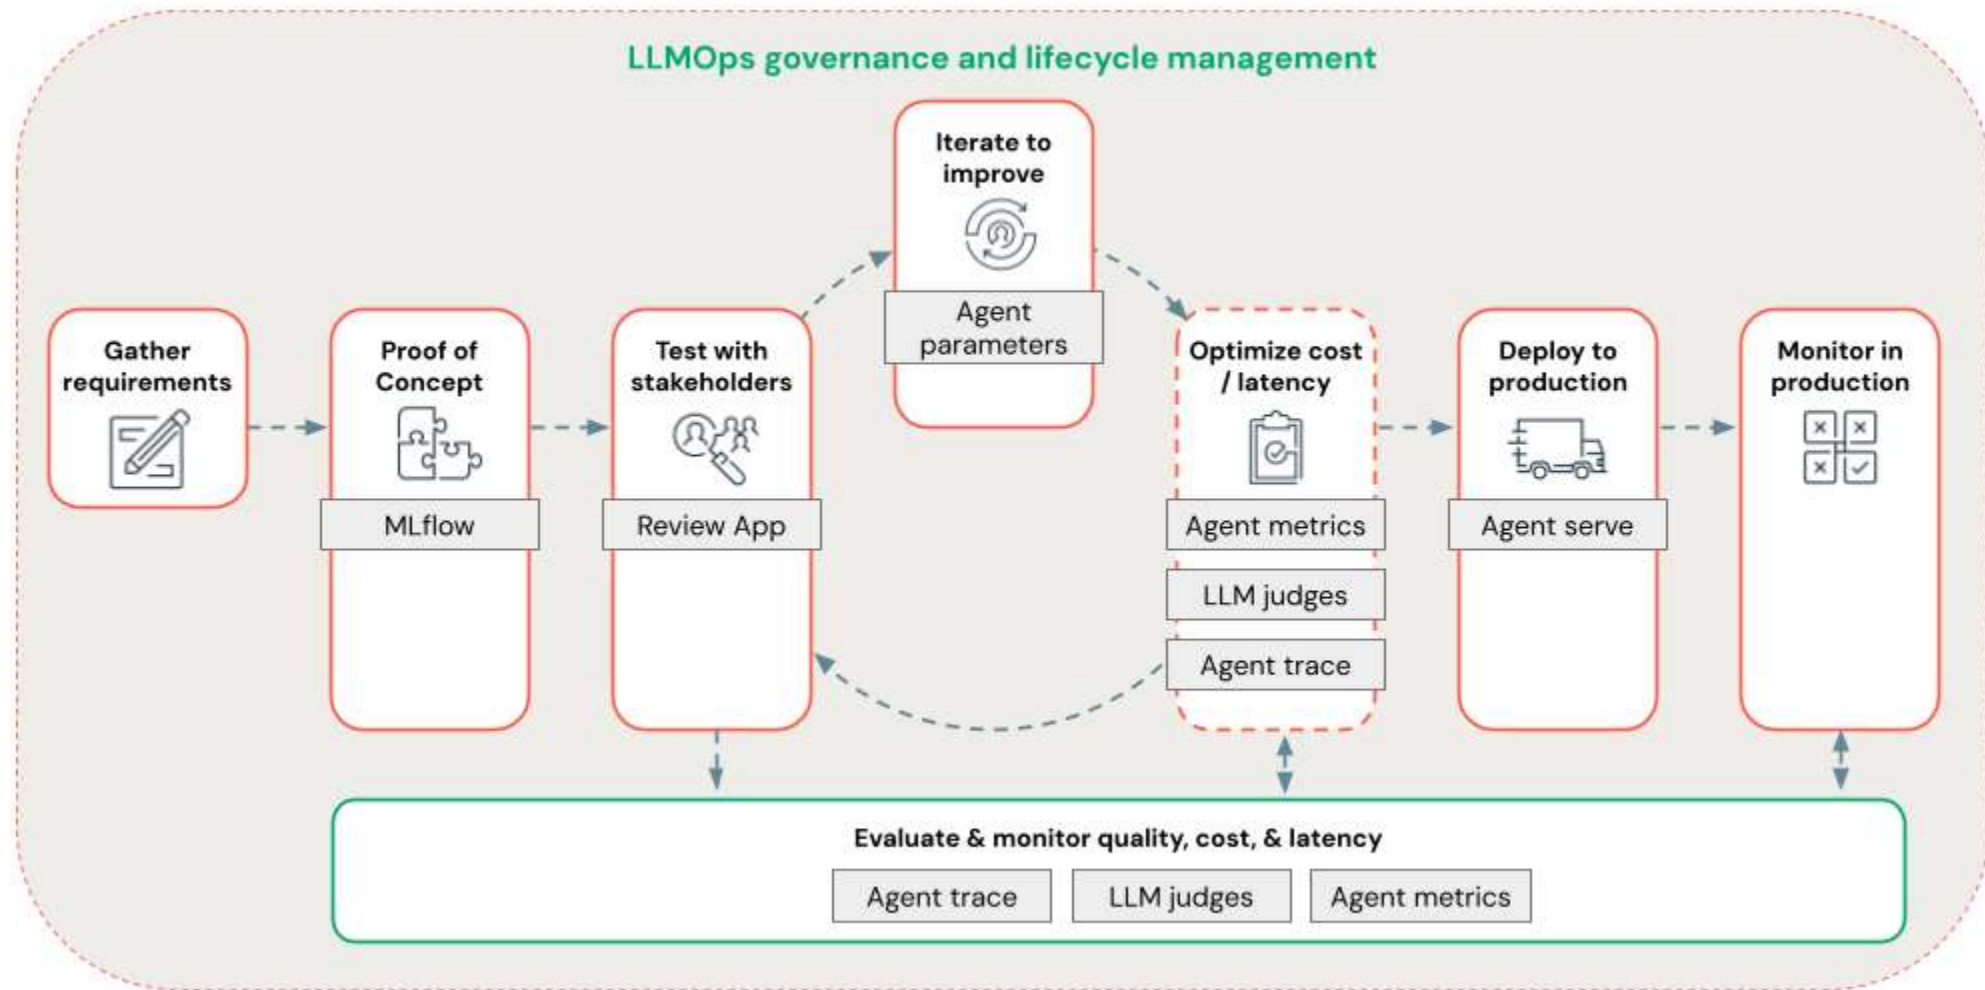 LLMOps governance and lifecycle management
Iterate to
improve
Agent
parameters
Gather
requirements
Proof of
Concept
MLflow
Test with
stakeholders
Review App
Optimize cost
/ latency
Agent metrics
LLM judges
Agent trace
Deploy to
production
Agent serve
Monitor in
production
Evaluate & monitor quality, cost, & latency
Agent trace
LLM judges
Agent metrics